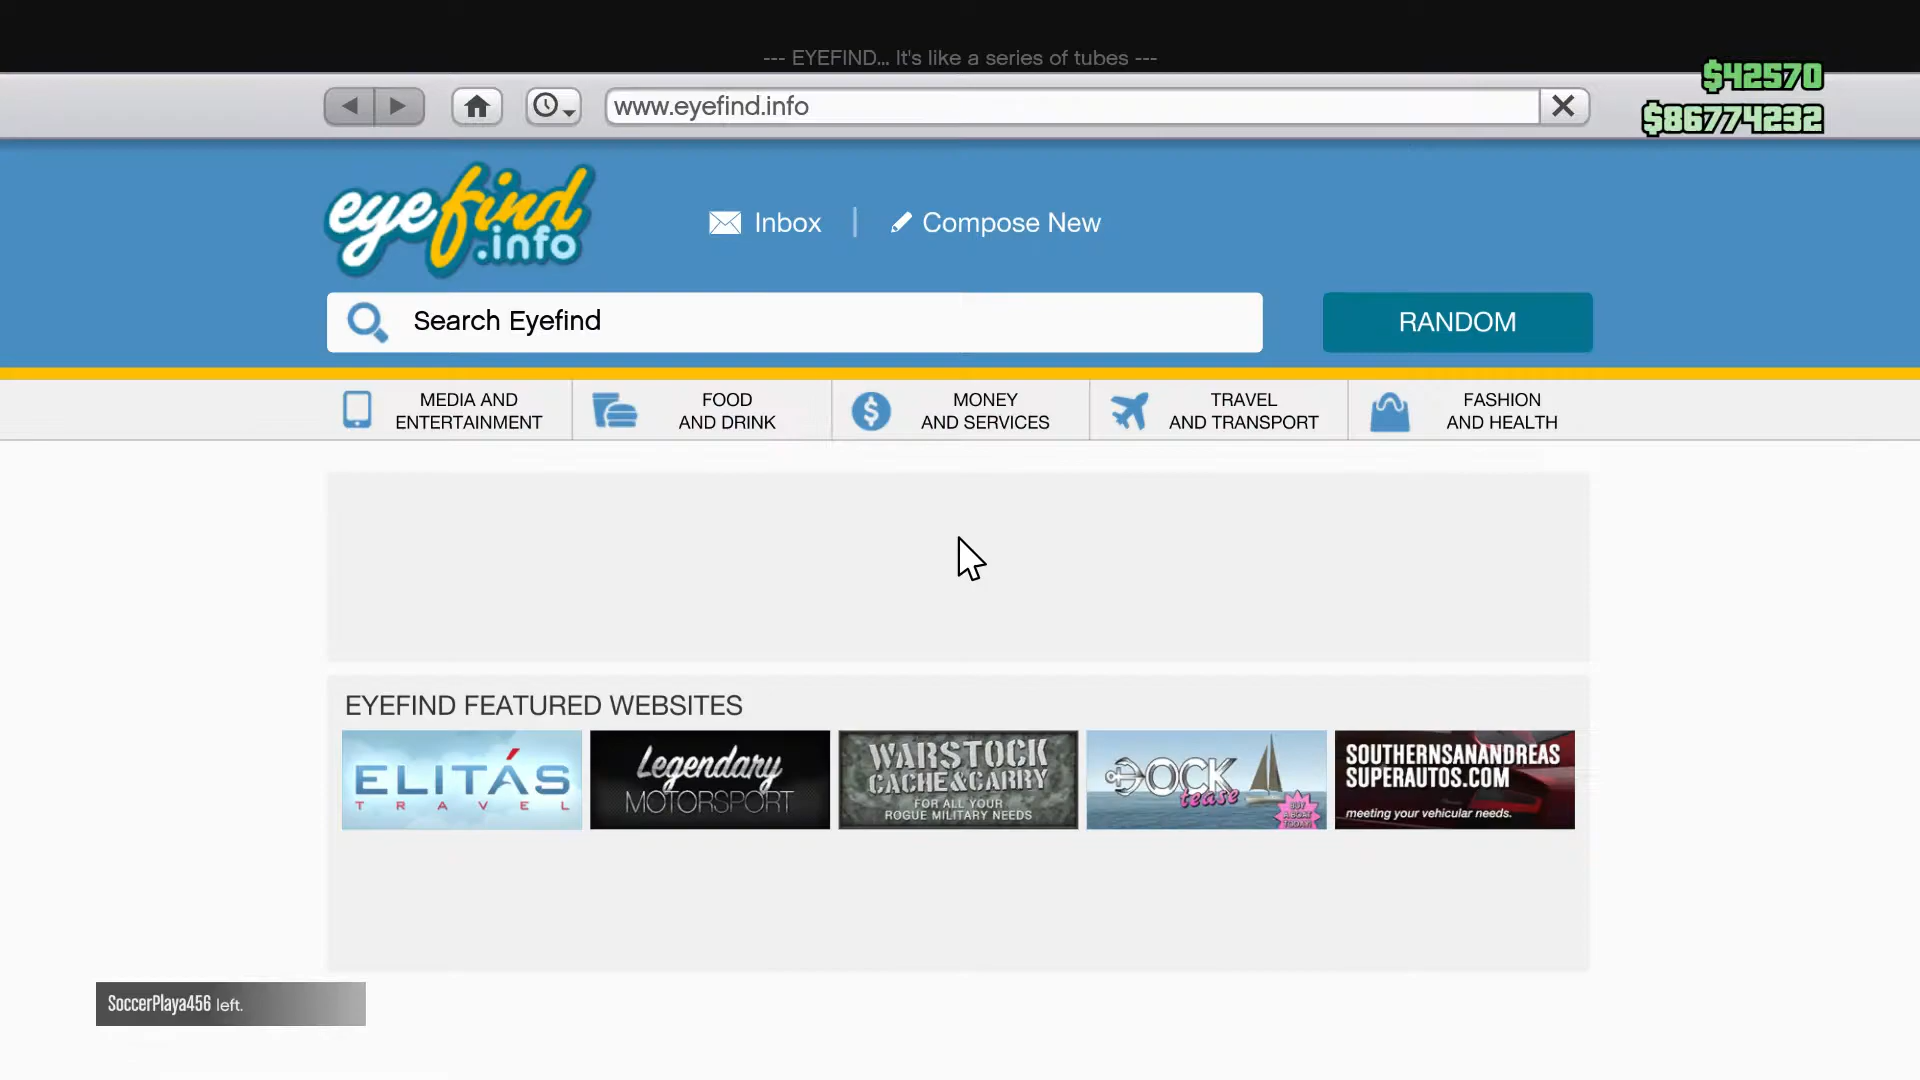 --- EYEFIND... It's like a series of tubes ---
www.eyefind.info
$42570
$86774232
eyefind
.info
Inbox
Compose New
Search Eyefind
RANDOM
MEDIA AND
ENTERTAINMENT
FOOD
AND DRINK
MONEY
AND SERVICES
TRAVEL
AND TRANSPORT
FASHION
AND HEALTH
EYEFIND FEATURED WEBSITES
ELITÁS
TRAVEL
Legendary
MOTORSPORT
WARSTOCK
CACHE&CARRY
FOR ALL YOUR
ROGUE MILITARY NEEDS
DOCK
tease
BUY
A BOAT
TODAY!
SOUTHERNSANANDREAS
SUPERAUTOS.COM
meeting your vehicular needs.
SoccerPlaya456 left.